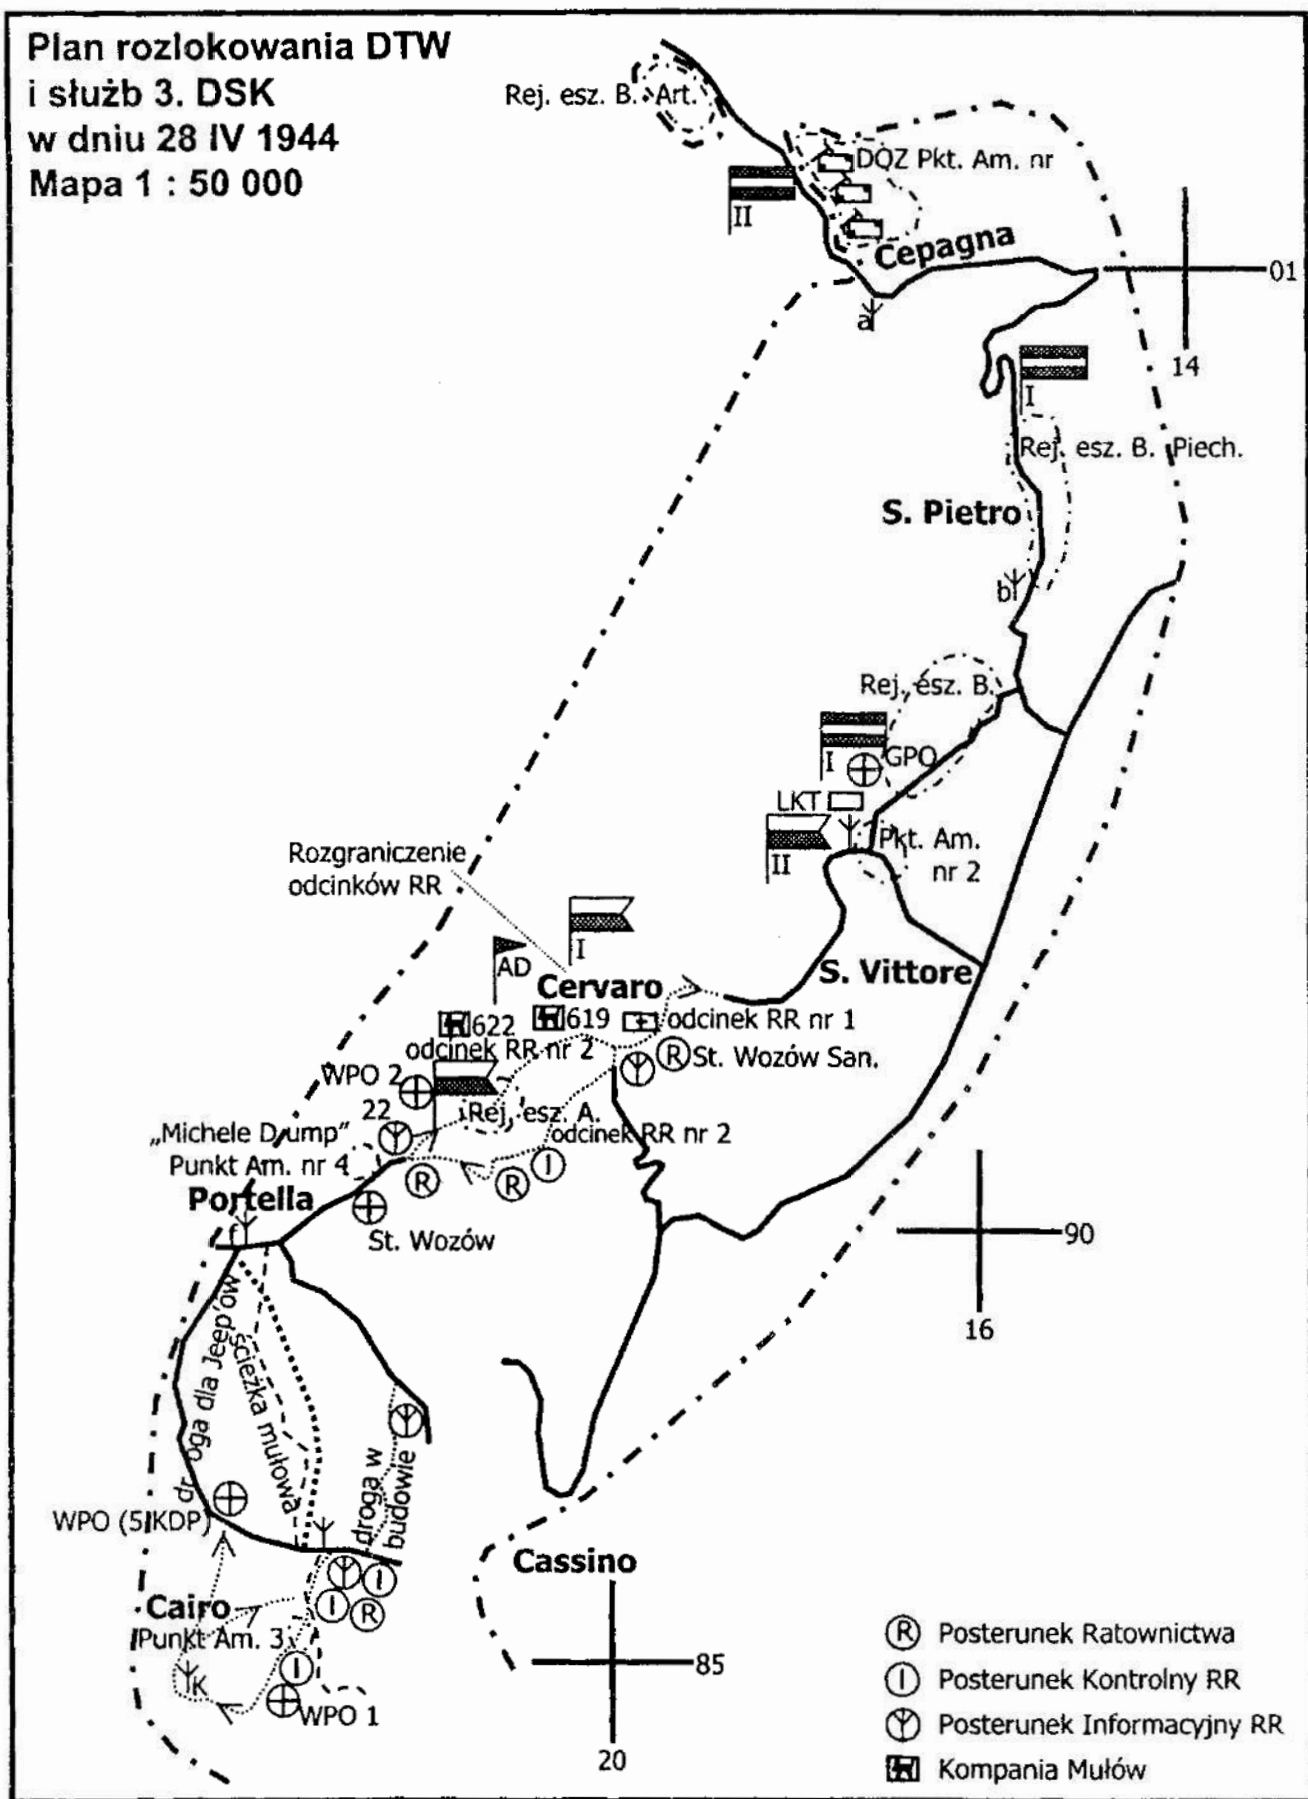 Plan rozlokowania DTW
i służb 3. DSK
w dniu 28 IV 1944
Mapa 1 : 50 000
Rej. esz. B. Art.
DOZ Pkt. Am. nr
II
Cepagna
01
a
14
I
Rej. esz. B. Piech.
S. Pietro
b
Rej. esz. B.
I
GPO
LKT
II
Pkt. Am.
nr 2
Rozgraniczenie
odcinków RR
I
AD
Cervaro
S. Vittore
622
619
odcinek RR nr 1
odcinek RR nr 2
St. Wozów San.
R
WPO 2
22
Rej. esz. A.
odcinek RR nr 2
„Michele Dump”
Punkt Am. nr 4
I
R
R
Portella
f
St. Wozów
90
16
droga dla Jeep'ów
ścieżka mułowa
droga w
budowie
WPO (5 KDP)
Cassino
I
I
R
Cairo
Punkt Am. 3
I
K
WPO 1
85
20
R Posterunek Ratownictwa
I Posterunek Kontrolny RR
Posterunek Informacyjny RR
Kompania Mułów